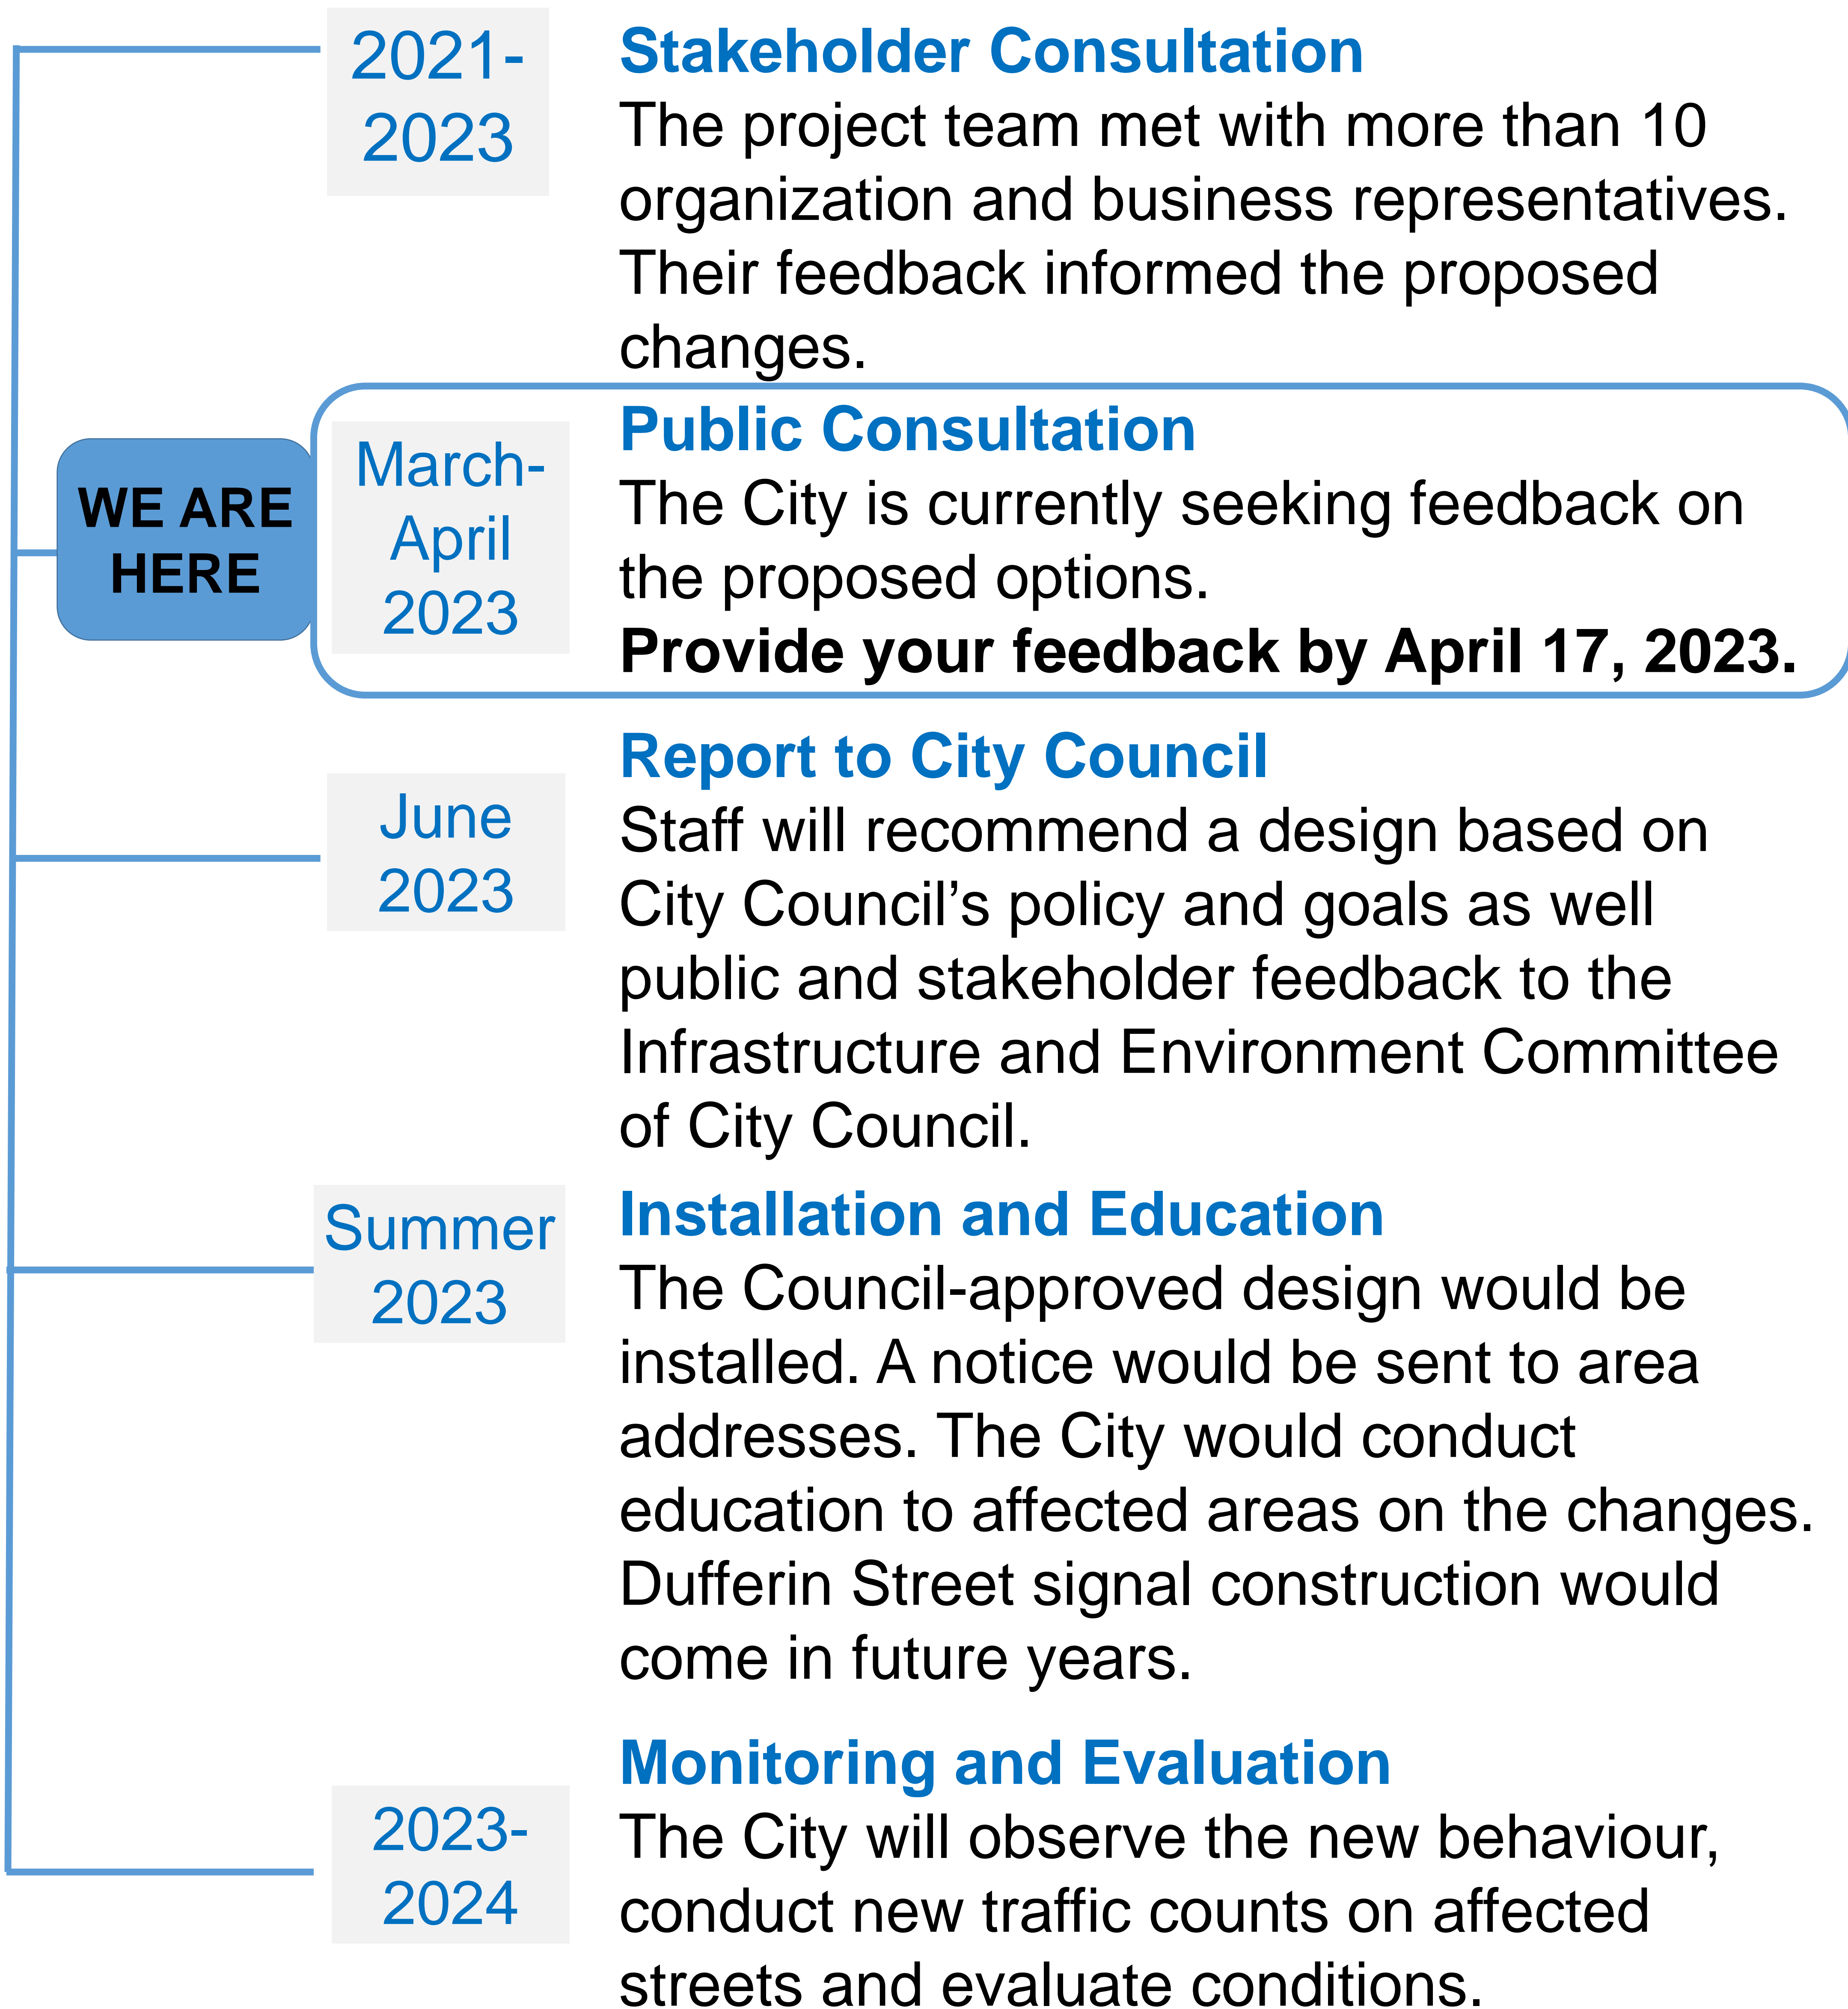 2021-
2023
Stakeholder Consultation
The project team met with more than 10
organization and business representatives.
Their feedback informed the proposed
changes.
WE ARE
HERE
March-
April
2023
Public Consultation
The City is currently seeking feedback on
the proposed options.
Provide your feedback by April 17, 2023.
June
2023
Report to City Council
Staff will recommend a design based on
City Council’s policy and goals as well
public and stakeholder feedback to the
Infrastructure and Environment Committee
of City Council.
Summer
2023
Installation and Education
The Council-approved design would be
installed. A notice would be sent to area
addresses. The City would conduct
education to affected areas on the changes.
Dufferin Street signal construction would
come in future years.
2023-
2024
Monitoring and Evaluation
The City will observe the new behaviour,
conduct new traffic counts on affected
streets and evaluate conditions.